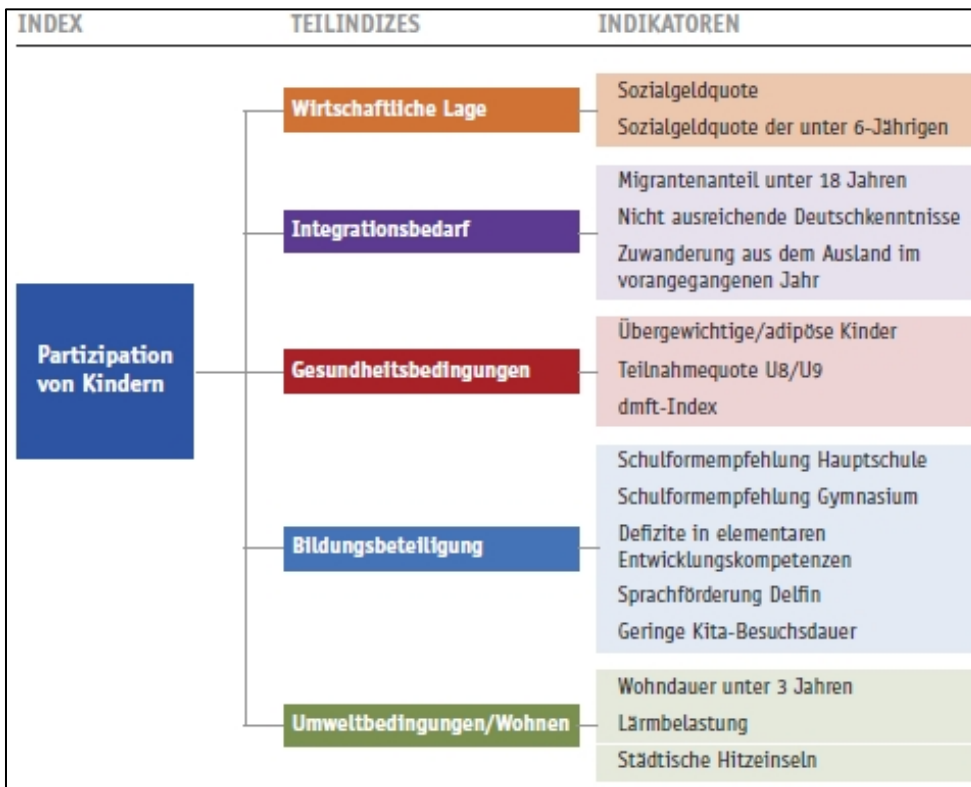 INDEX
TEILINDIZES
INDIKATOREN
Partizipation
von Kindern
Wirtschaftliche Lage
Sozialgeldquote
Sozialgeldquote der unter 6-Jährigen
Integrationsbedarf
Migrantenanteil unter 18 Jahren
Nicht ausreichende Deutschkenntnisse
Zuwanderung aus dem Ausland im
vorangegangenen Jahr
Gesundheitsbedingungen
Übergewichtige/adipöse Kinder
Teilnahmequote U8/U9
dmft-Index
Bildungsbeteiligung
Schulformempfehlung Hauptschule
Schulformempfehlung Gymnasium
Defizite in elementaren
Entwicklungskompetenzen
Sprachförderung Delfin
Geringe Kita-Besuchsdauer
Umweltbedingungen/Wohnen
Wohndauer unter 3 Jahren
Lärmbelastung
Städtische Hitzeinseln